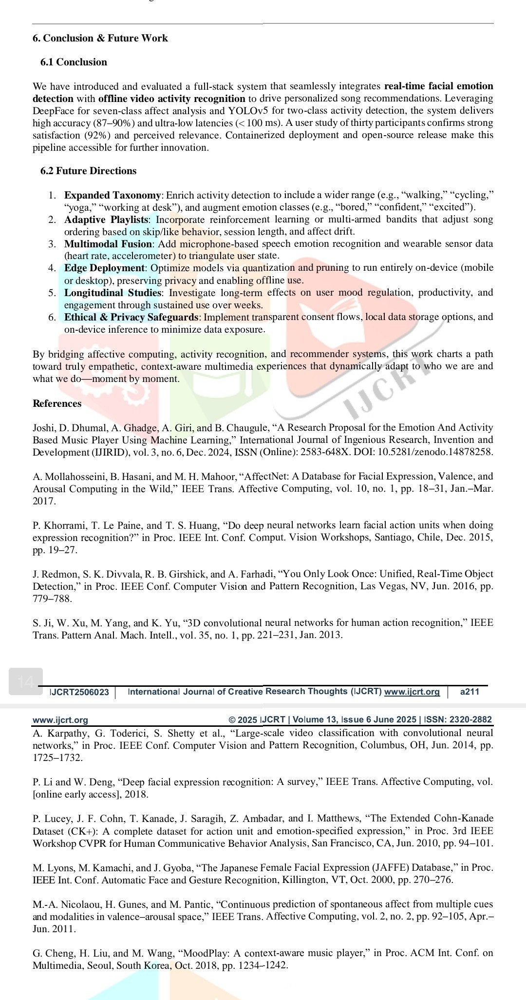 6. Conclusion & Future Work
6.1 Conclusion
We have introduced and evaluated a full-stack system that seamlessly integrates real-time facial emotion
detection with offline video activity recognition to drive personalized song recommendations. Leveraging
DeepFace for seven-class affect analysis and YOLOv5 for two-class activity detection, the system delivers
high accuracy (87–90%) and ultra-low latencies (< 100 ms). A user study of thirty participants confirms strong
satisfaction (92%) and perceived relevance. Containerized deployment and open-source release make this
pipeline accessible for further innovation.
6.2 Future Directions
1. Expanded Taxonomy: Enrich activity detection to include a wider range (e.g., “walking,” “cycling,”
“yoga,” “working at desk”), and augment emotion classes (e.g., “bored,” “confident,” “excited”).
2. Adaptive Playlists: Incorporate reinforcement learning or multi-armed bandits that adjust song
ordering based on skip/like behavior, session length, and affect drift.
3. Multimodal Fusion: Add microphone-based speech emotion recognition and wearable sensor data
(heart rate, accelerometer) to triangulate user state.
4. Edge Deployment: Optimize models via quantization and pruning to run entirely on-device (mobile
or desktop), preserving privacy and enabling offline use.
5. Longitudinal Studies: Investigate long-term effects on user mood regulation, productivity, and
engagement through sustained use over weeks.
6. Ethical & Privacy Safeguards: Implement transparent consent flows, local data storage options, and
on-device inference to minimize data exposure.
By bridging affective computing, activity recognition, and recommender systems, this work charts a path
toward truly empathetic, context-aware multimedia experiences that dynamically adapt to who we are and
what we do—moment by moment.
IJCRT
References
Joshi, D. Dhumal, A. Ghadge, A. Giri, and B. Chaugule, “A Research Proposal for the Emotion And Activity
Based Music Player Using Machine Learning,” International Journal of Ingenious Research, Invention and
Development (IJIRID), vol. 3, no. 6, Dec. 2024, ISSN (Online): 2583-648X. DOI: 10.5281/zenodo.14878258.
A. Mollahosseini, B. Hasani, and M. H. Mahoor, “AffectNet: A Database for Facial Expression, Valence, and
Arousal Computing in the Wild,” IEEE Trans. Affective Computing, vol. 10, no. 1, pp. 18–31, Jan.–Mar.
2017.
P. Khorrami, T. Le Paine, and T. S. Huang, “Do deep neural networks learn facial action units when doing
expression recognition?” in Proc. IEEE Int. Conf. Comput. Vision Workshops, Santiago, Chile, Dec. 2015,
pp. 19–27.
J. Redmon, S. K. Divvala, R. B. Girshick, and A. Farhadi, “You Only Look Once: Unified, Real-Time Object
Detection,” in Proc. IEEE Conf. Computer Vision and Pattern Recognition, Las Vegas, NV, Jun. 2016, pp.
779–788.
S. Ji, W. Xu, M. Yang, and K. Yu, “3D convolutional neural networks for human action recognition,” IEEE
Trans. Pattern Anal. Mach. Intell., vol. 35, no. 1, pp. 221–231, Jan. 2013.
14
IJCRT2506023 International Journal of Creative Research Thoughts (IJCRT) www.ijcrt.org a211
www.ijcrt.org © 2025 IJCRT | Volume 13, Issue 6 June 2025 | ISSN: 2320-2882
A. Karpathy, G. Toderici, S. Shetty et al., “Large-scale video classification with convolutional neural
networks,” in Proc. IEEE Conf. Computer Vision and Pattern Recognition, Columbus, OH, Jun. 2014, pp.
1725–1732.
P. Li and W. Deng, “Deep facial expression recognition: A survey,” IEEE Trans. Affective Computing, vol.
[online early access], 2018.
P. Lucey, J. F. Cohn, T. Kanade, J. Saragih, Z. Ambadar, and I. Matthews, “The Extended Cohn-Kanade
Dataset (CK+): A complete dataset for action unit and emotion-specified expression,” in Proc. 3rd IEEE
Workshop CVPR for Human Communicative Behavior Analysis, San Francisco, CA, Jun. 2010, pp. 94–101.
M. Lyons, M. Kamachi, and J. Gyoba, “The Japanese Female Facial Expression (JAFFE) Database,” in Proc.
IEEE Int. Conf. Automatic Face and Gesture Recognition, Killington, VT, Oct. 2000, pp. 270–276.
M.-A. Nicolaou, H. Gunes, and M. Pantic, “Continuous prediction of spontaneous affect from multiple cues
and modalities in valence–arousal space,” IEEE Trans. Affective Computing, vol. 2, no. 2, pp. 92–105, Apr.–
Jun. 2011.
G. Cheng, H. Liu, and M. Wang, “MoodPlay: A context-aware music player,” in Proc. ACM Int. Conf. on
Multimedia, Seoul, South Korea, Oct. 2018, pp. 1234–1242.